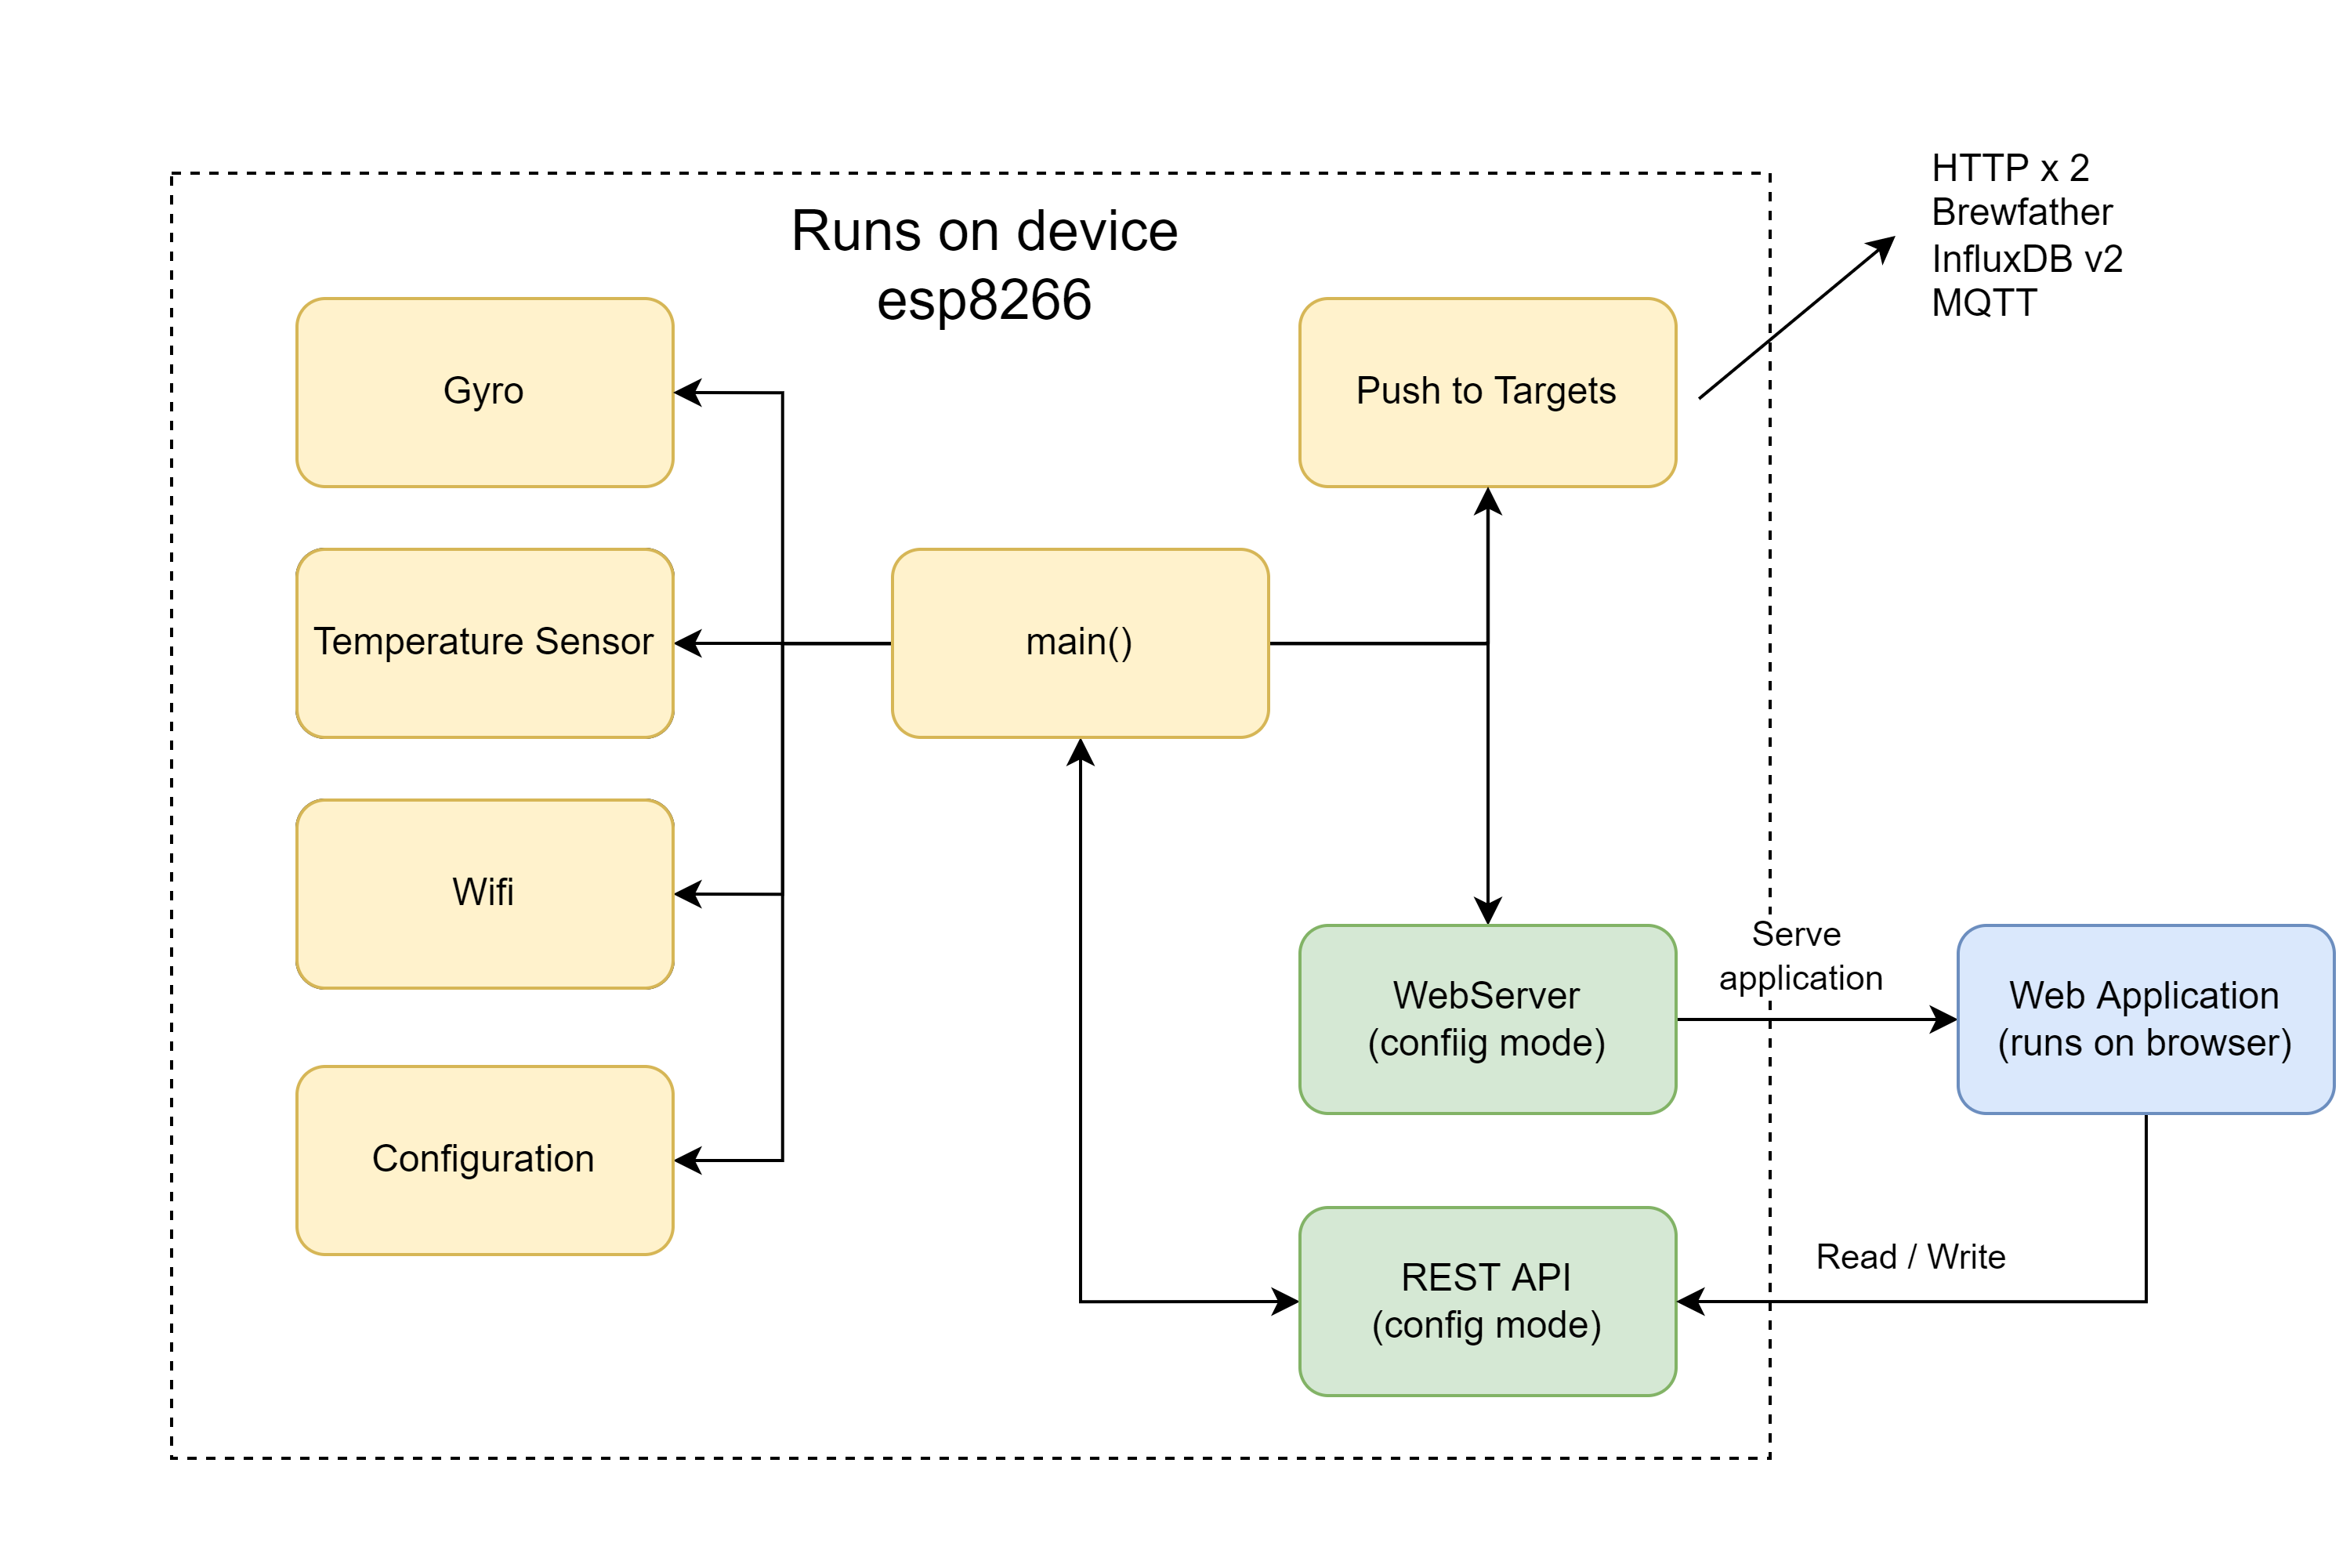 HTTP x 2
Brewfather
InfluxDB v2
MQTT
Runs on device
esp8266
Gyro
Push to Targets
Temperature Sensor
main()
Wifi
Serve
application
WebServer
(confiig mode)
Web Application
(runs on browser)
Configuration
Read / Write
REST API
(config mode)